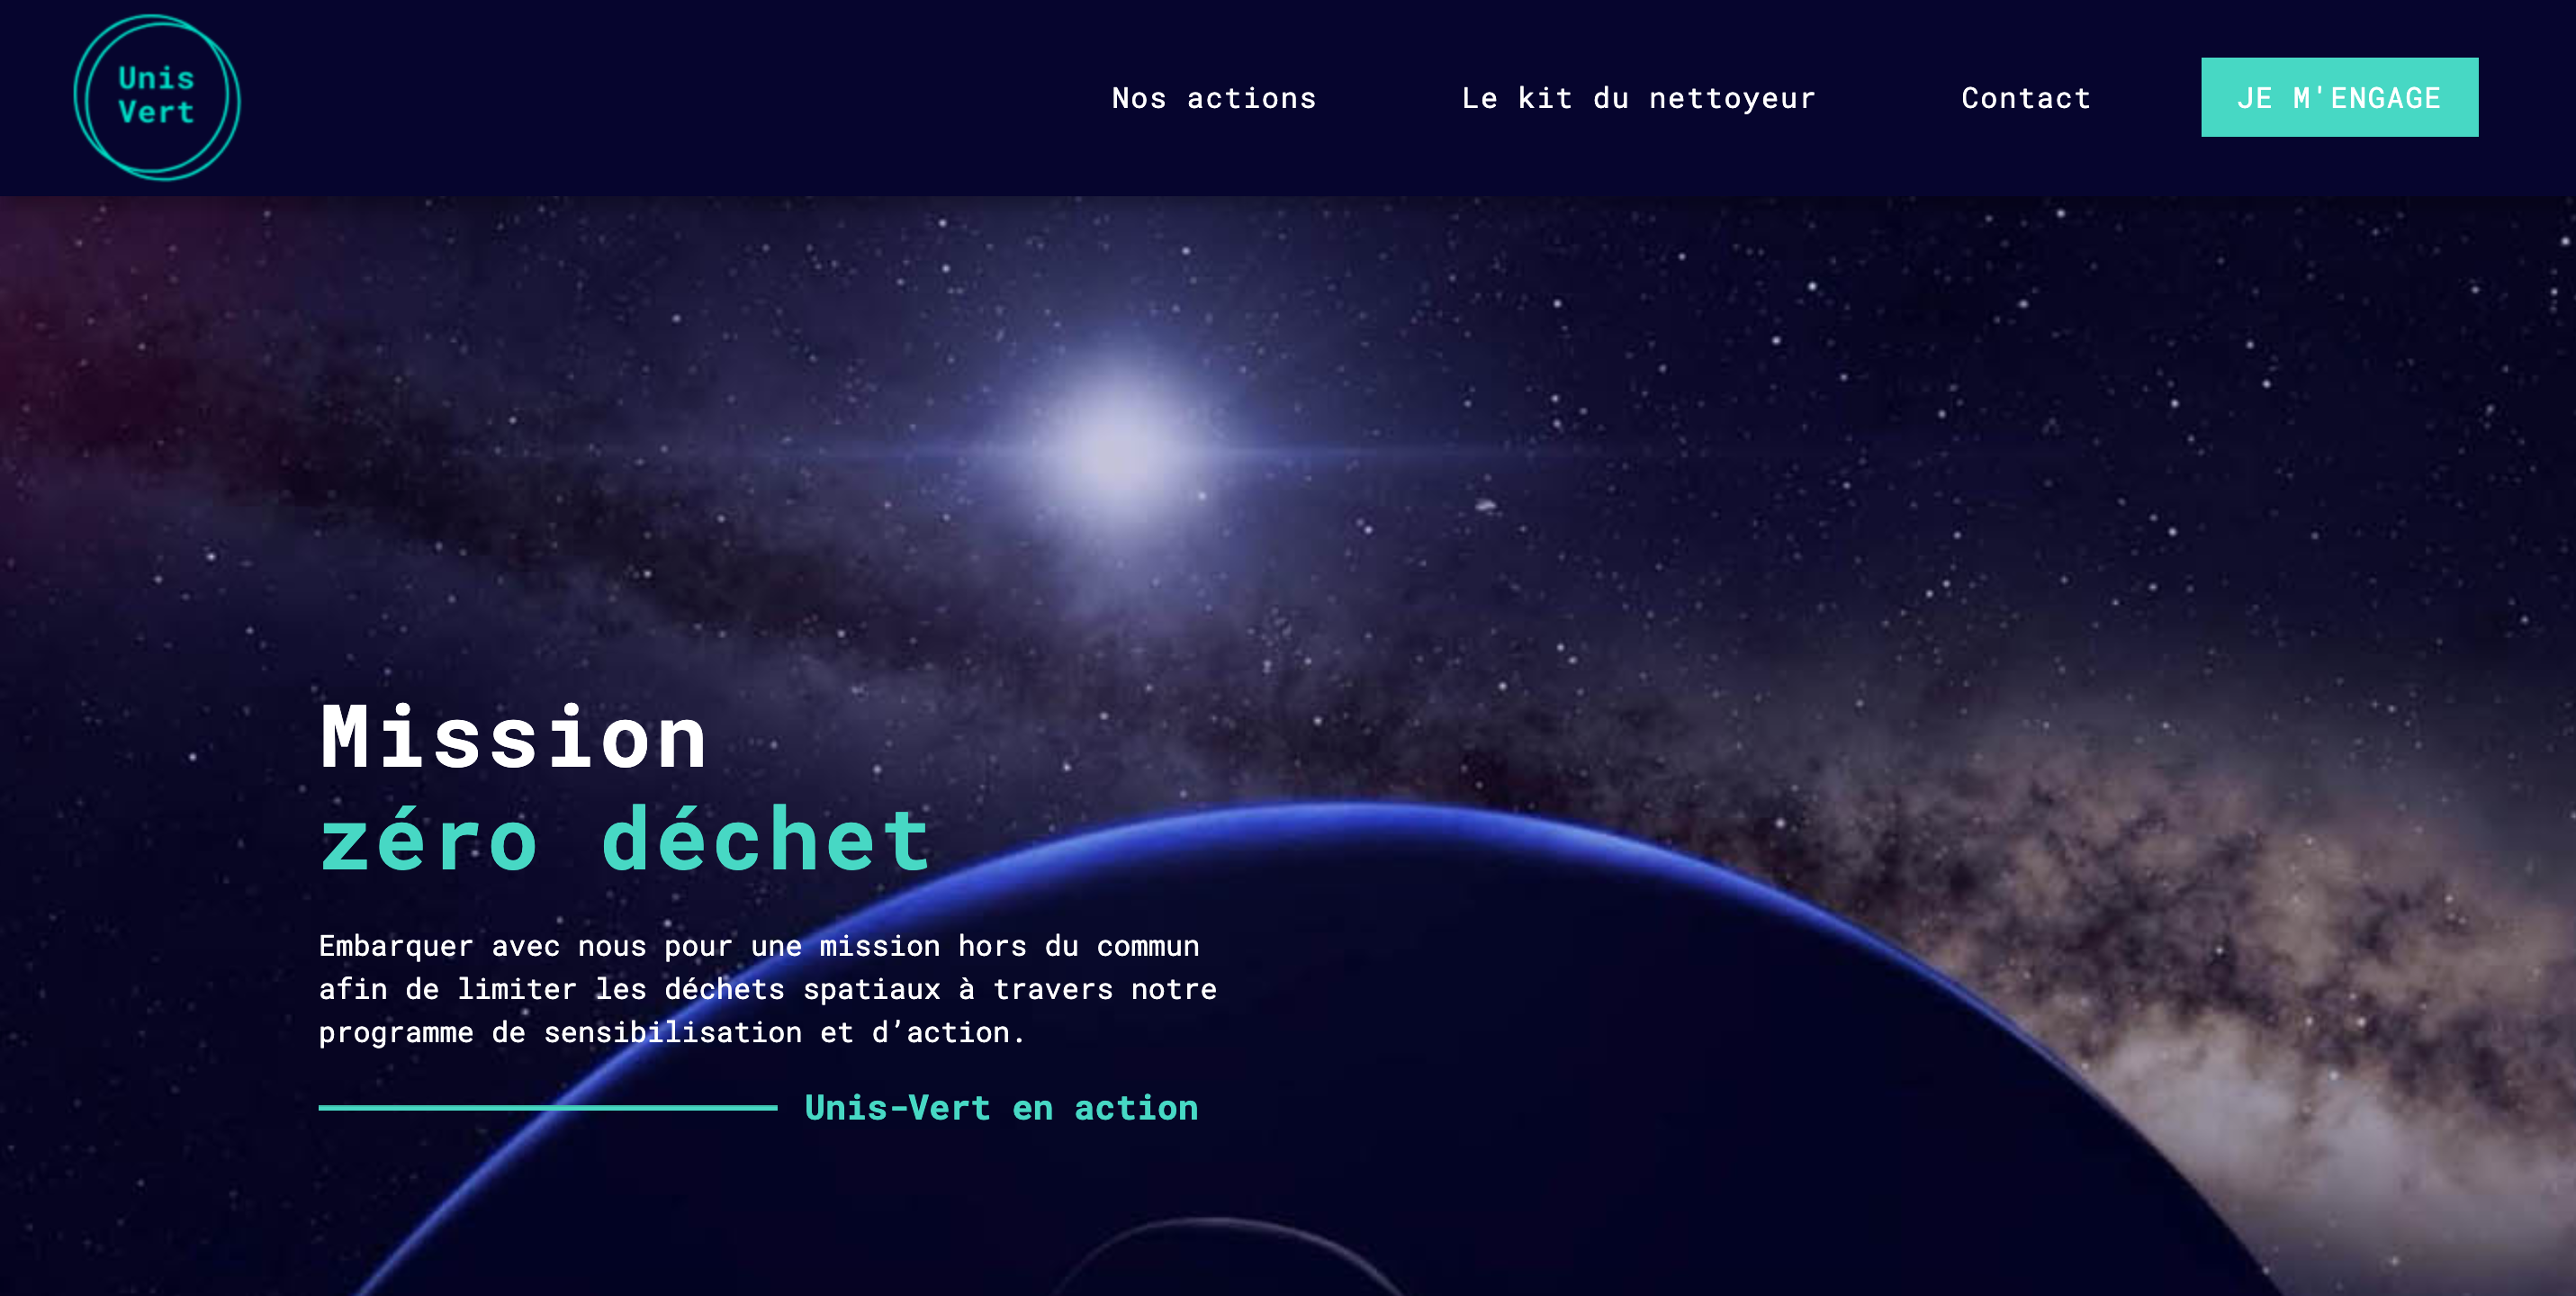 Unis
Vert
Nos actions
Le kit du nettoyeur
Contact
JE M'ENGAGE
Mission
zéro déchet
Embarquer avec nous pour une mission hors du commun
afin de limiter les déchets spatiaux à travers notre
programme de sensibilisation et d’action.
Unis-Vert en action